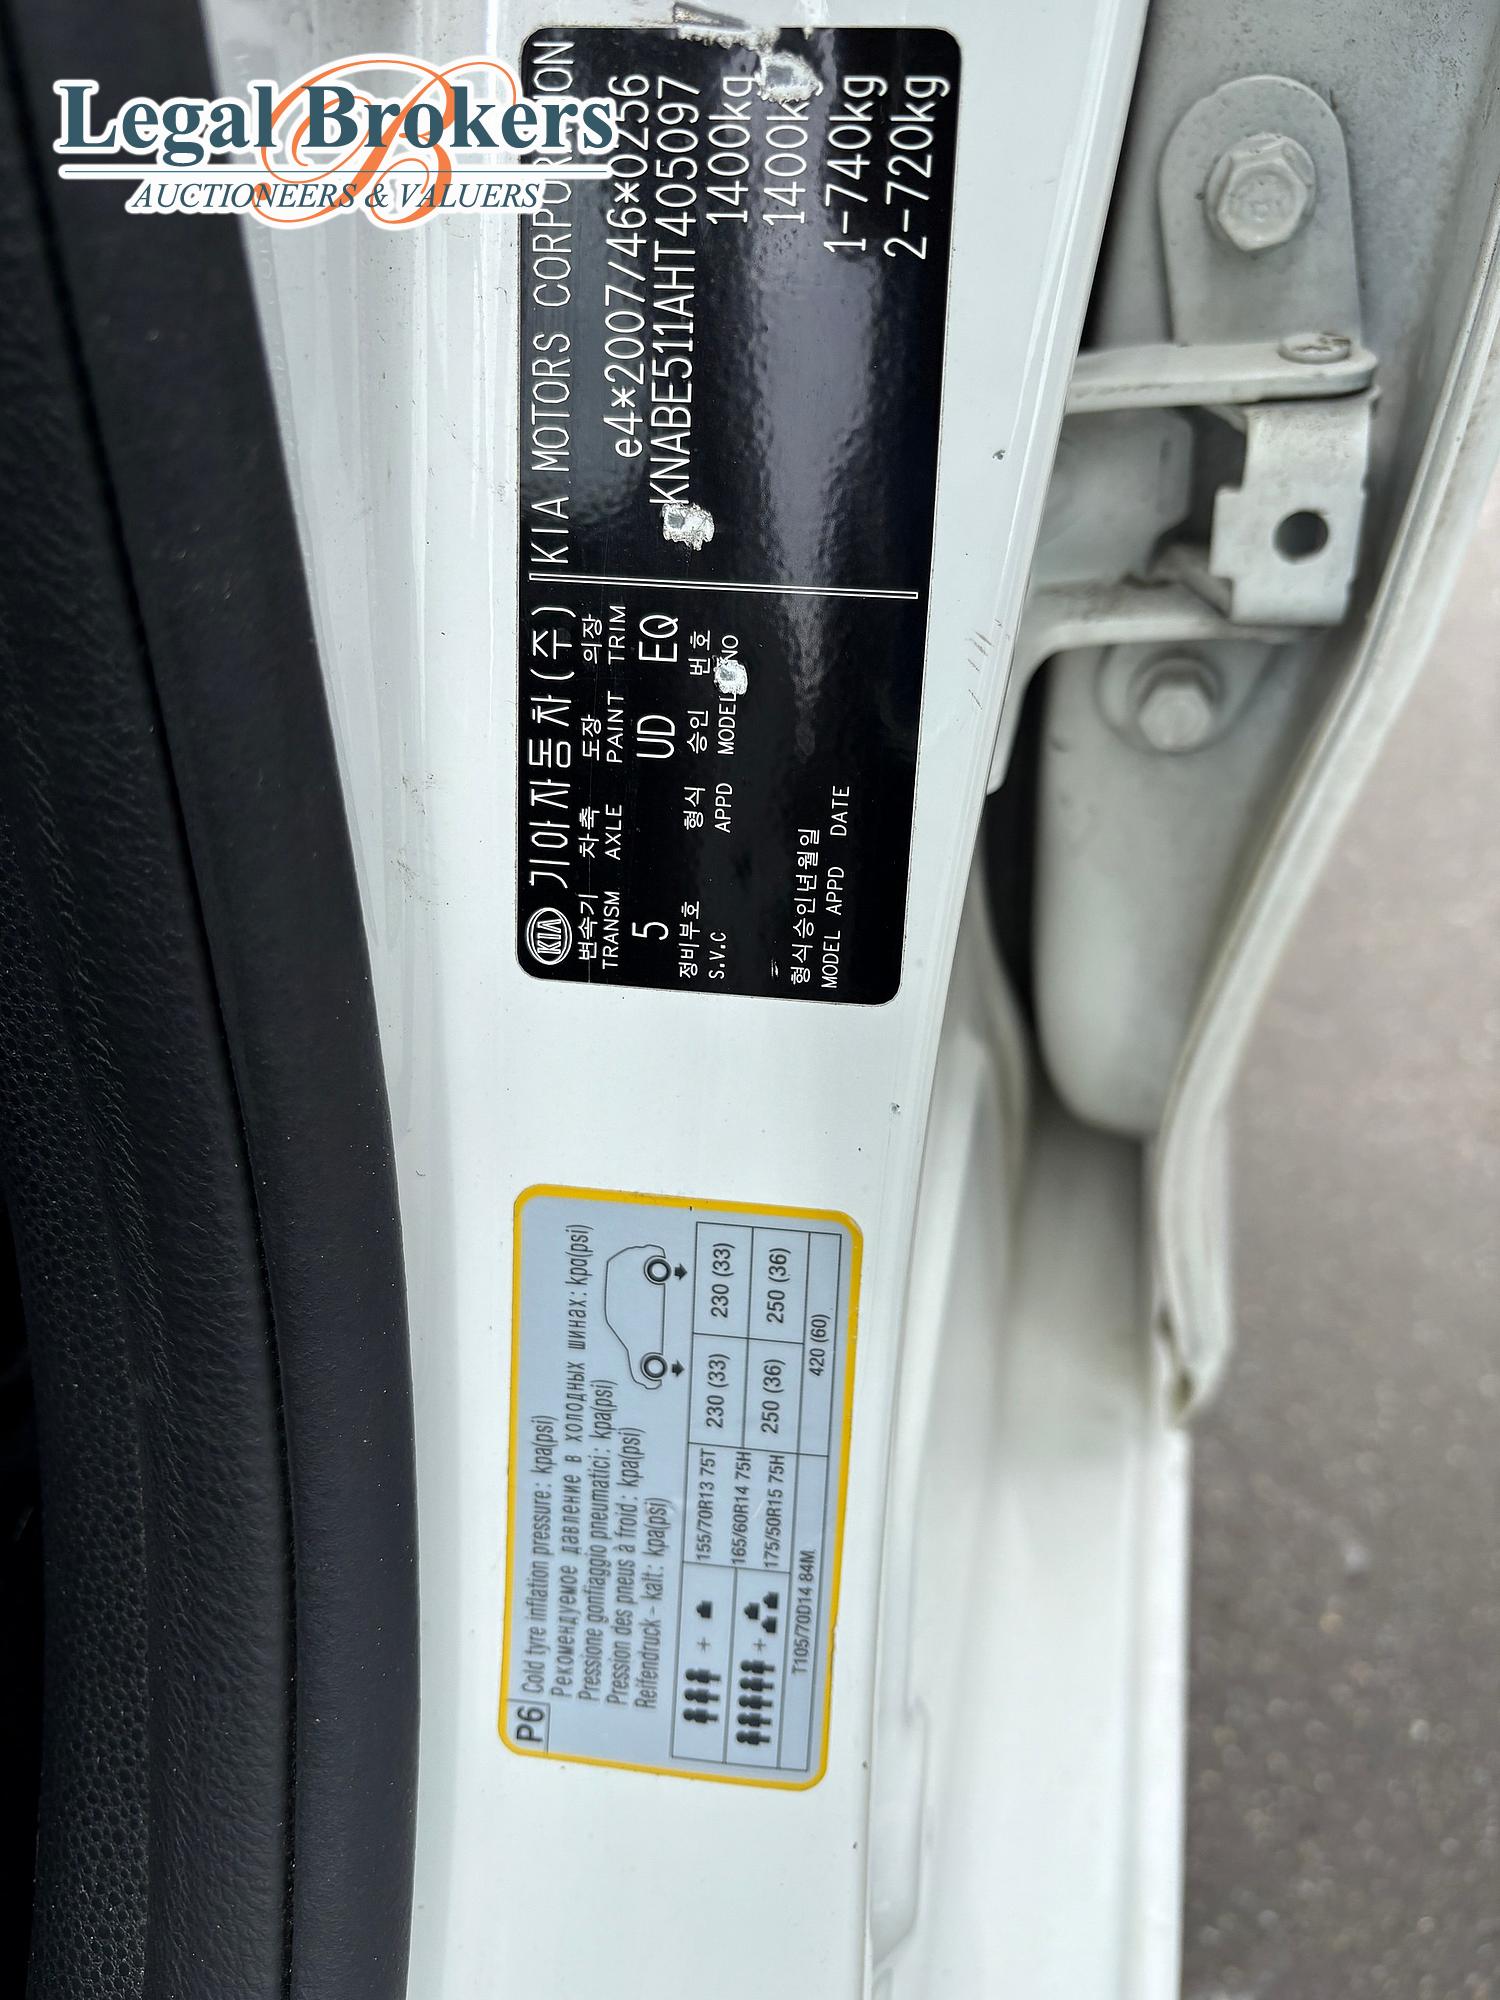 Legal Brokers
AUCTIONEERS & VALUERS
KIA 기아자동차(주) KIA MOTORS CORPORATION
변속기 차축 도장 의장
TRANSM AXLE PAINT TRIM
5 UD EQ
e4*2007/46*0256
KNABE511AHT405097
정비부호 형식 승인 번호
S.V.C APPD MODEL NO
1400kg
1400kg
형식승인년월일
MODEL APPD DATE
1-740kg
2-720kg
P6 Cold tyre inflation pressure: kpa(psi)
Рекомендуемое давление в холодных шинах: kpa(psi)
Pressione gonfiaggio pneumatici: kpa(psi)
Pression des pneus à froid: kpa(psi)
Reifendruck - kalt: kpa(psi)
+ 155/70R13 75T 230 (33) 230 (33)
165/60R14 75H
+ 175/50R15 75H 250 (36) 250 (36)
T105/70D14 84M 420 (60)